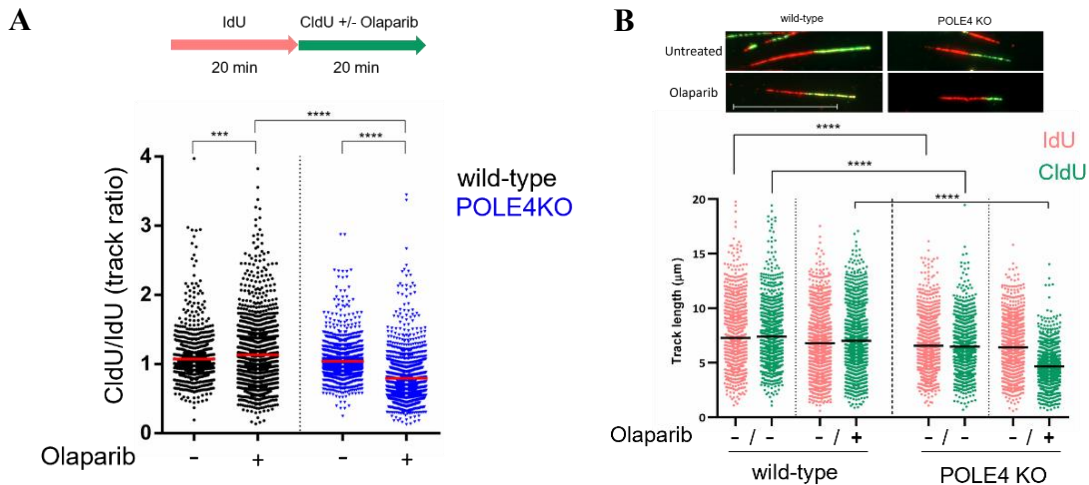 A
IdU
CldU +/- Olaparib
20 min
20 min
****
***
****
4
3
2
1
0
CldU/IdU (track ratio)
wild-type
POLE4KO
Olaparib
-
+
-
+
B
wild-type
POLE4 KO
Untreated
Olaparib
****
****
****
IdU
CldU
20
15
10
5
0
Track length (µm)
Olaparib
- / -
- / +
- / -
- / +
wild-type
POLE4 KO